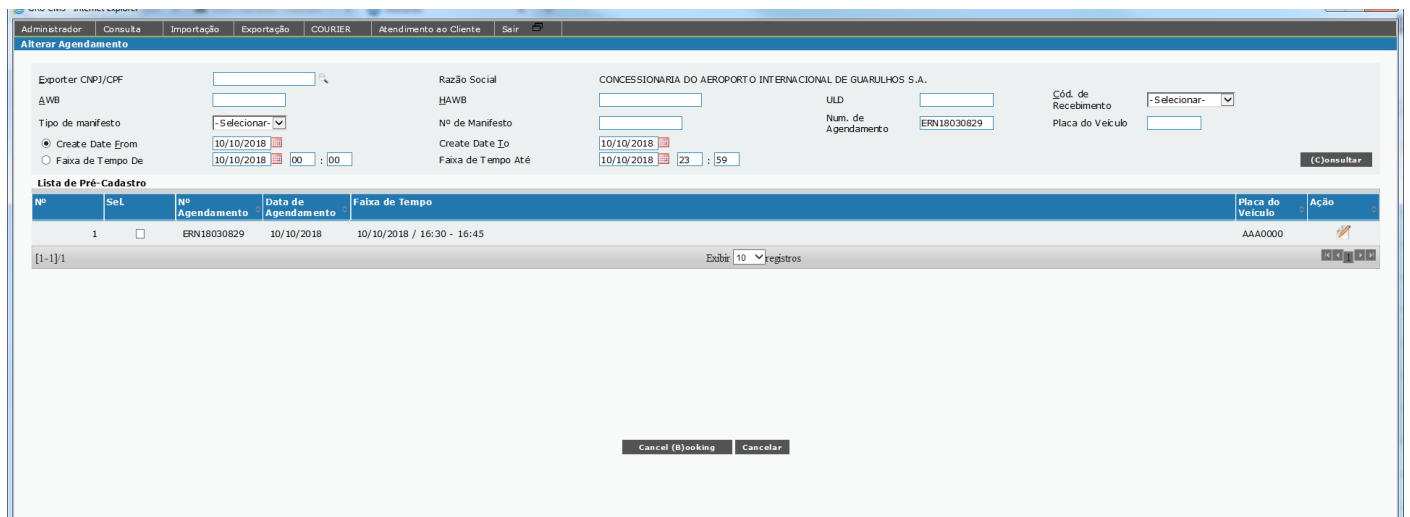 Administrador Consulta Importação Exportação COURIER Atendimento ao Cliente Sair
Alterar Agendamento
Exporter CNPJ/CPF Razão Social CONCESSIONARIA DO AEROPORTO INTERNACIONAL DE GUARULHOS S.A.
AWB HAWB ULD Cód. de Recebimento -Selecionar-
Tipo de manifesto -Selecionar- Nº de Manifesto Num. de Agendamento ERN18030829 Placa do Veículo
Create Date From 10/10/2018 Create Date To 10/10/2018
Faixa de Tempo De 10/10/2018 00 : 00 Faixa de Tempo Até 10/10/2018 23 : 59 (C)onsultar
Lista de Pré-Cadastro
Nº Sel. Nº Agendamento Data de Agendamento Faixa de Tempo Placa do Veículo Ação
1 ERN18030829 10/10/2018 10/10/2018 / 16:30 - 16:45 AAA0000
[1-1]/1 Exibir 10 registros 1
Cancel (B)ooking Cancelar